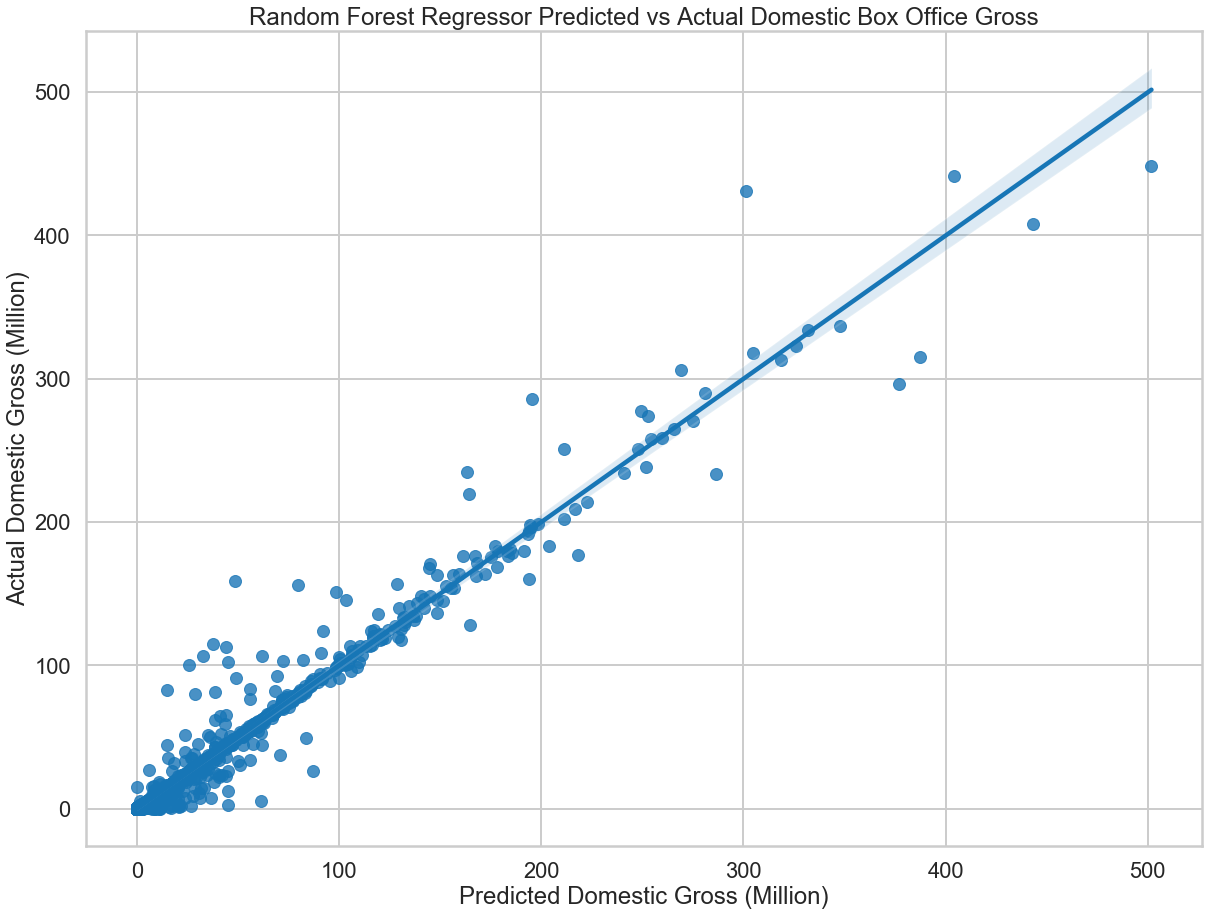 Random Forest Regressor Predicted vs Actual Domestic Box Office Gross
Actual Domestic Gross (Million)
500
400
300
200
100
0
0 100 200 300 400 500
Predicted Domestic Gross (Million)